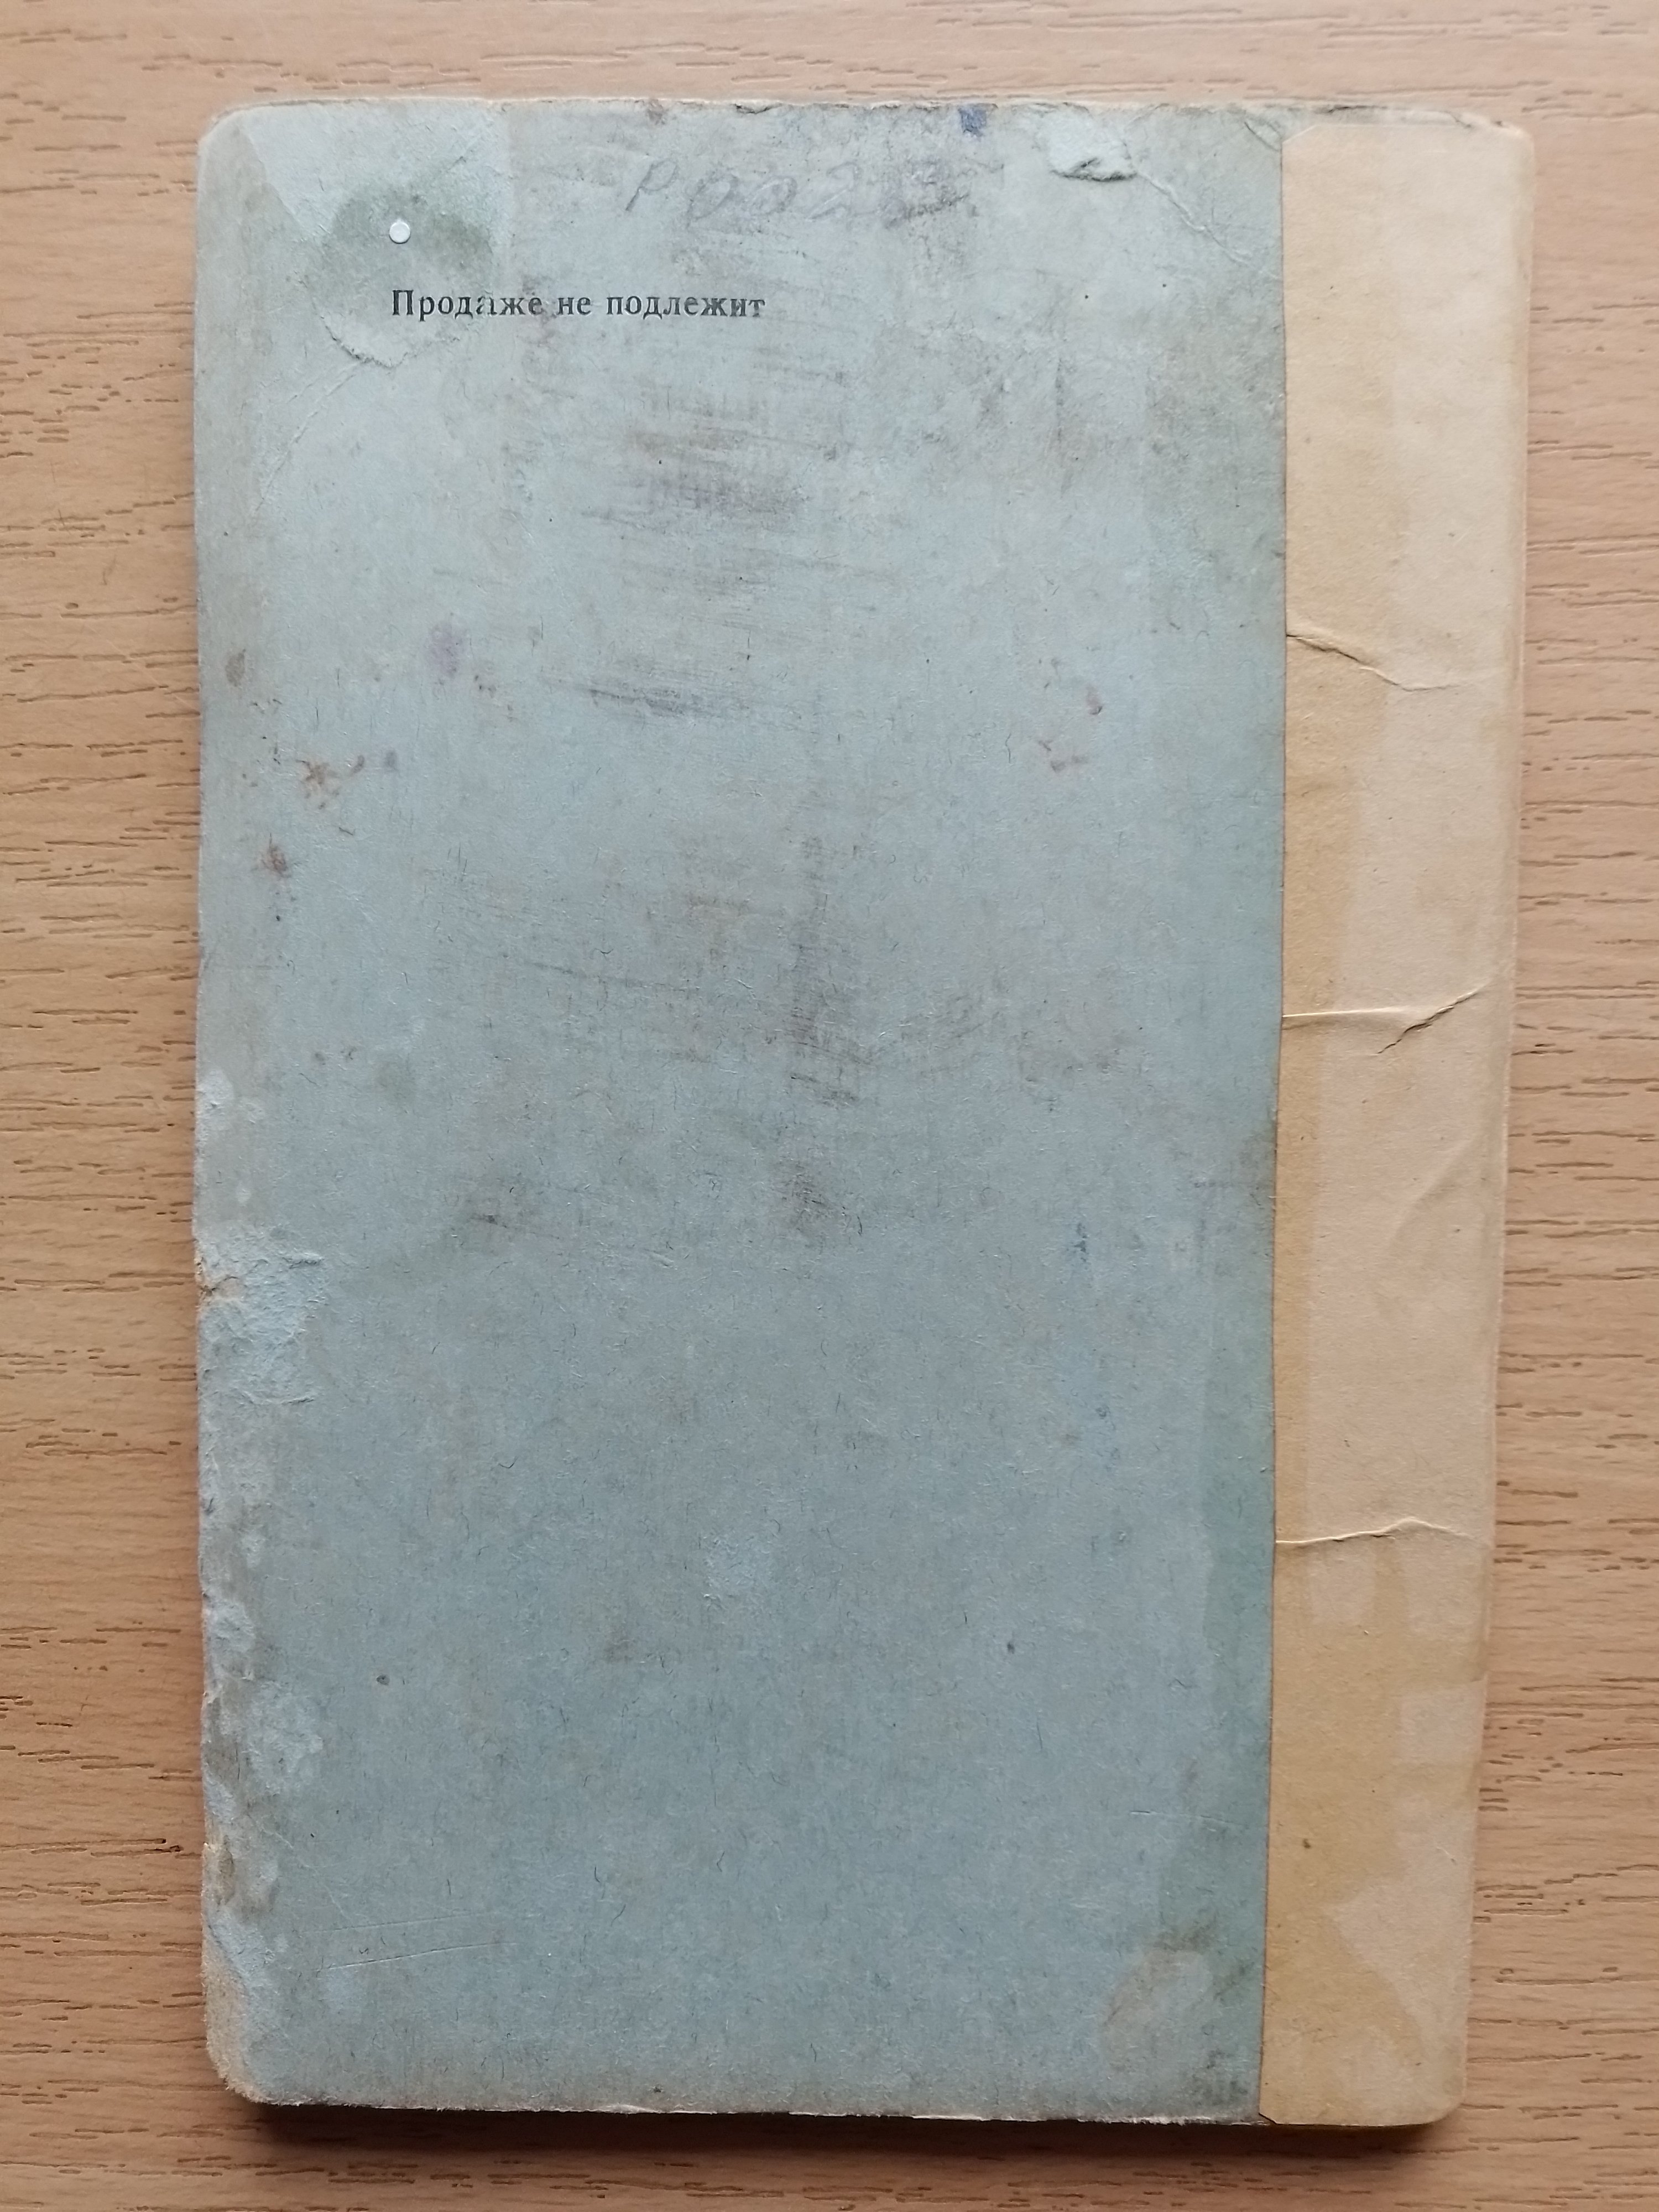 Продаже не подлежит